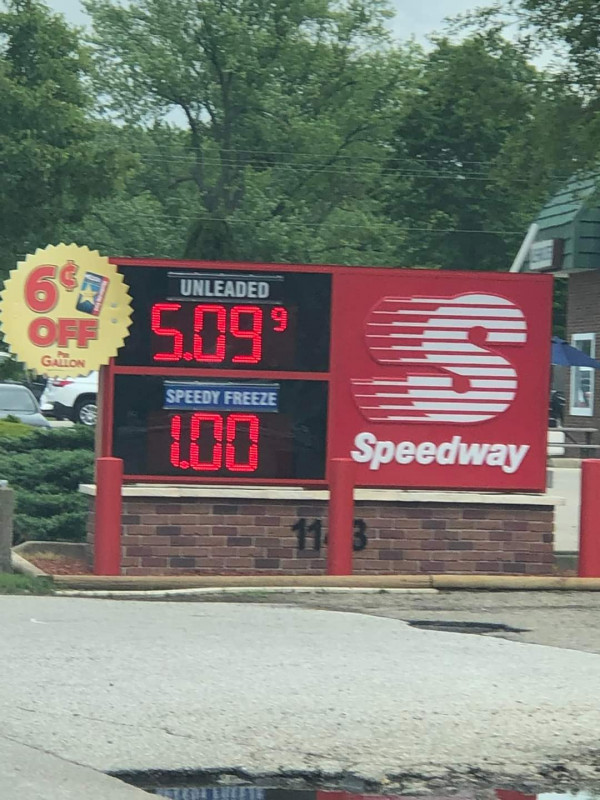 6¢
OFF
PER
GALLON
UNLEADED
5.09 9
SPEEDY FREEZE
1.00
S
Speedway